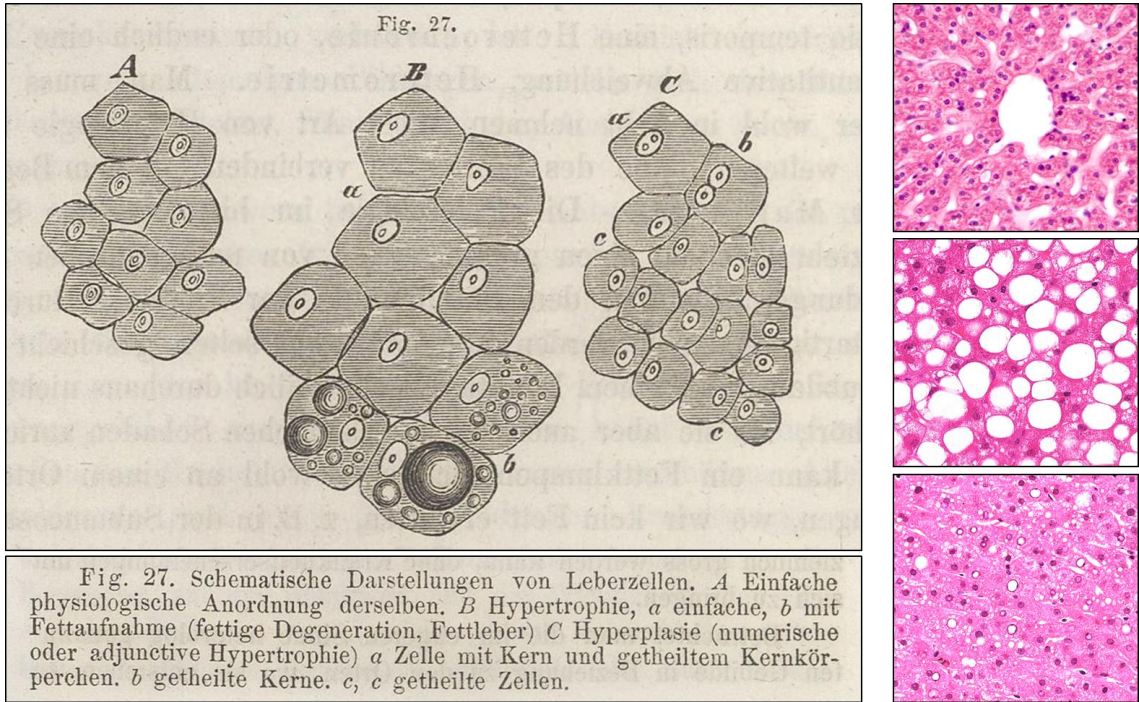 Fig. 27.
A
B
C
a
b
a
c
b
c
Fig. 27. Schematische Darstellungen von Leberzellen. A Einfache
physiologische Anordnung derselben. B Hypertrophie, a einfache, b mit
Fettaufnahme (fettige Degeneration, Fettleber) C Hyperplasie (numerische
oder adjunctive Hypertrophie) a Zelle mit Kern und getheiltem Kernkör-
perchen. b getheilte Kerne. c, c getheilte Zellen.